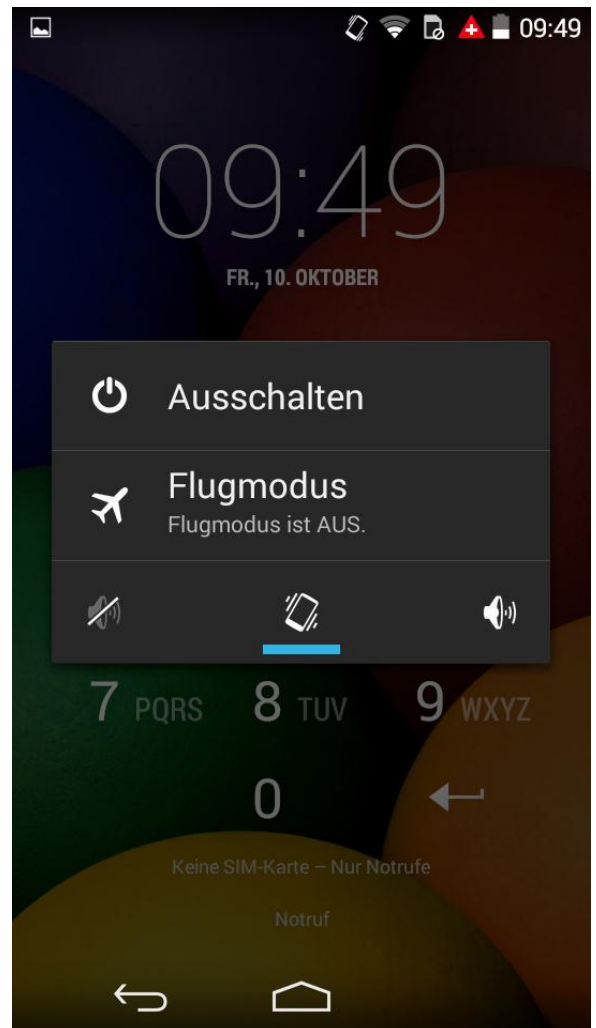 09:49
09:49
FR., 10. OKTOBER
Ausschalten
Flugmodus
Flugmodus ist AUS.
7 PQRS 8 TUV 9 WXYZ
0
Keine SIM-Karte – Nur Notrufe
Notruf